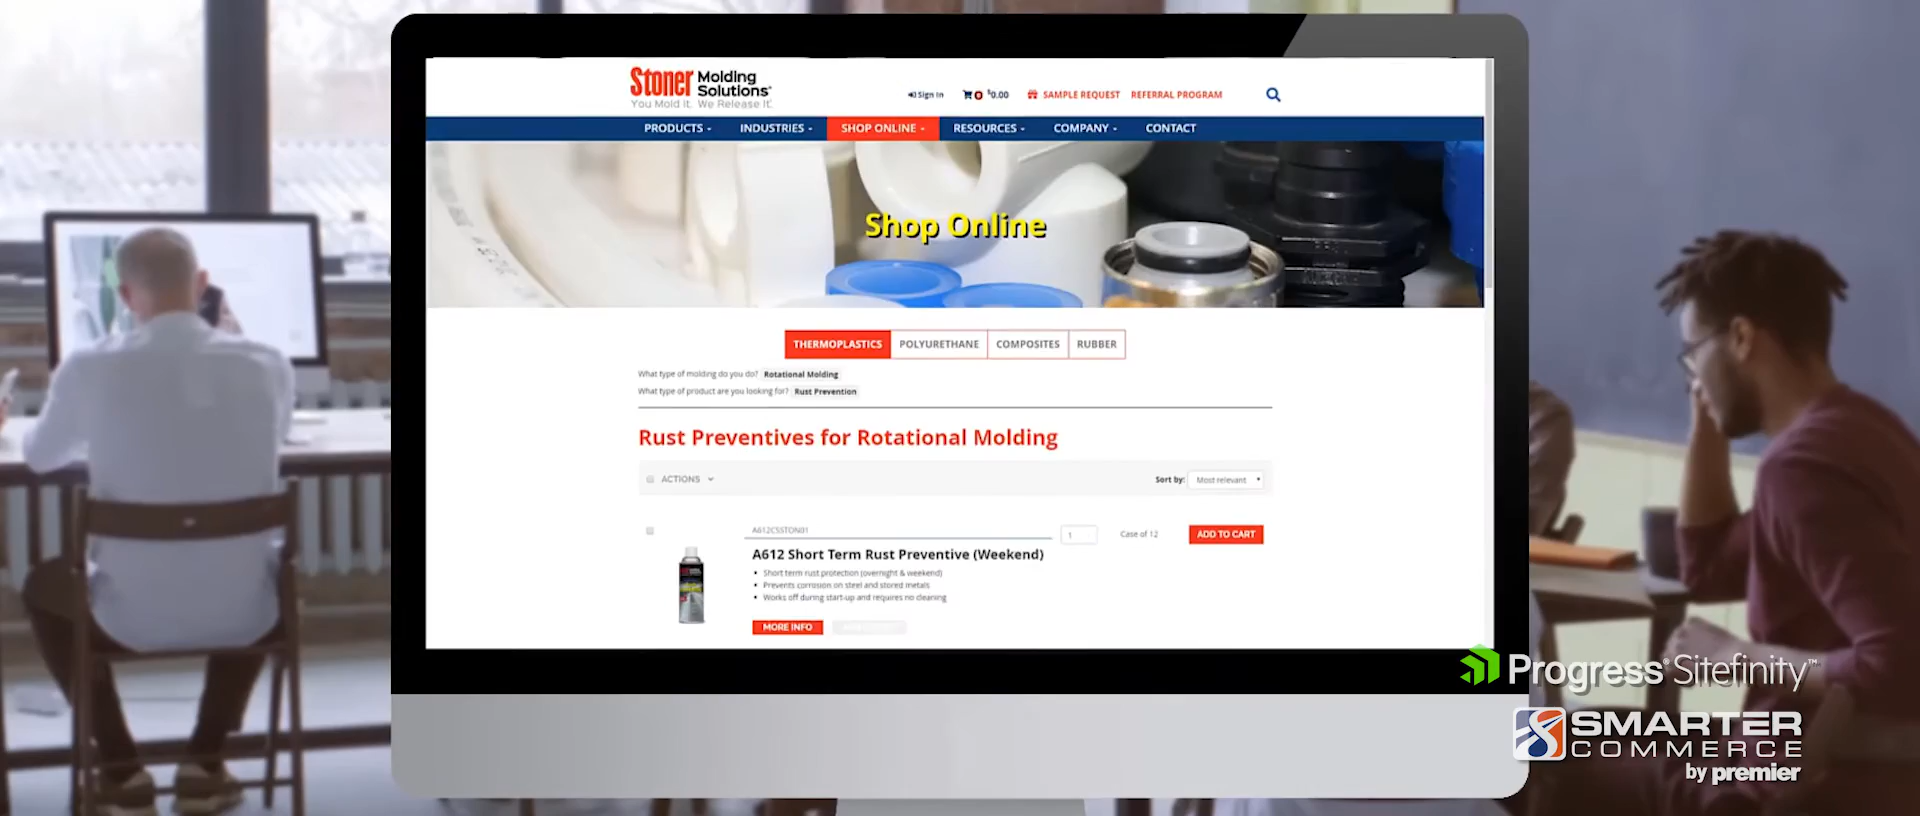 Stoner Molding Solutions®
You Mold It. We Release It.
Sign In
0 $0.00
SAMPLE REQUEST
REFERRAL PROGRAM
PRODUCTS
INDUSTRIES
SHOP ONLINE
RESOURCES
COMPANY
CONTACT
Shop Online
THERMOPLASTICS
POLYURETHANE
COMPOSITES
RUBBER
What type of molding do you do? Rotational Molding
What type of product are you looking for? Rust Prevention
Rust Preventives for Rotational Molding
ACTIONS
Sort by: Most relevant
A612CSSTON01
1
Case of 12
ADD TO CART
A612 Short Term Rust Preventive (Weekend)
• Short term rust protection (overnight & weekend)
• Prevents corrosion on steel and stored metals
• Works off during start-up and requires no cleaning
MORE INFO
Progress® Sitefinity™
SMARTER
COMMERCE
by premier